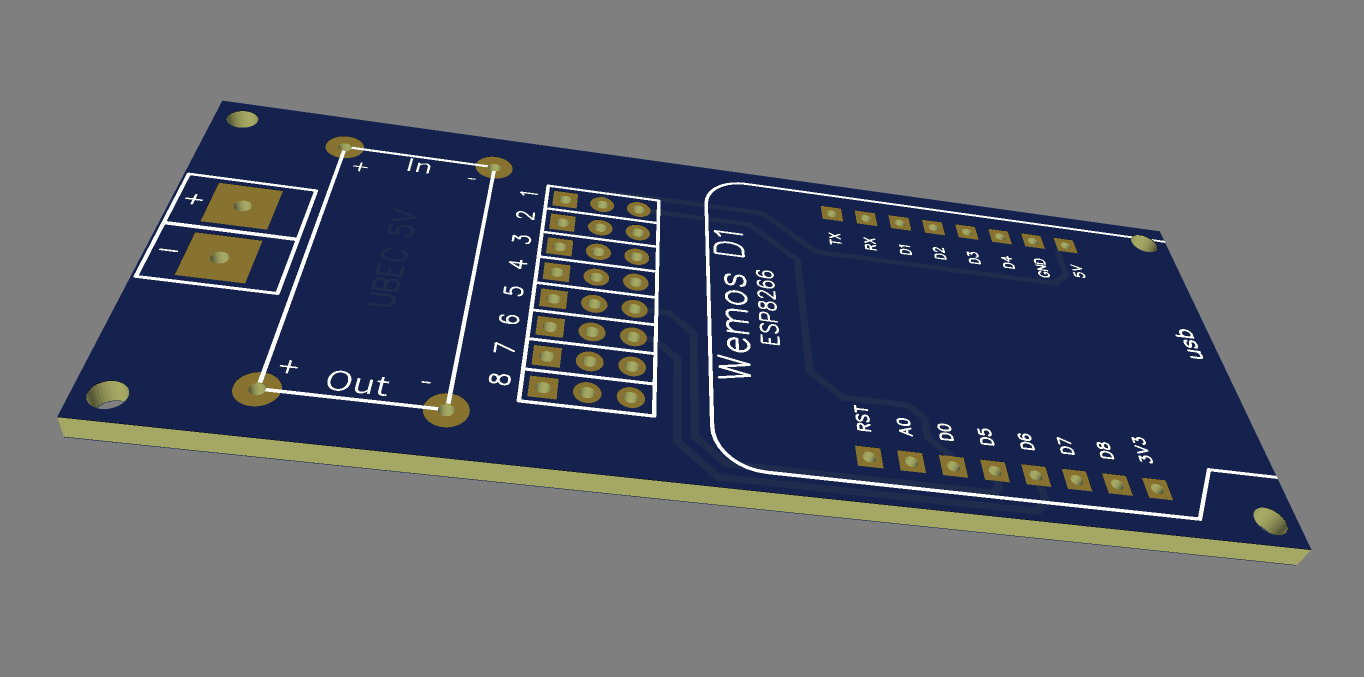 +
-
+ In -
UBEC 5V
+ Out -
1
2
3
4
5
6
7
8
Wemos D1
ESP8266
TX RX D1 D2 D3 D4 GND 5V
usb
RST A0 D0 D5 D6 D7 D8 3V3